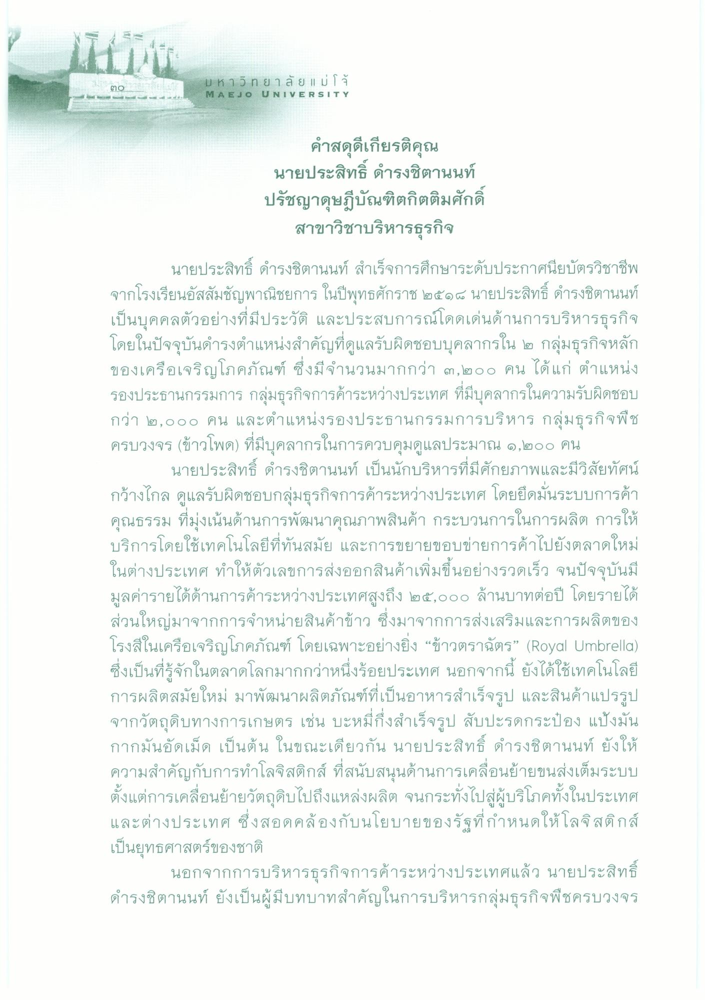 ๓๐
มหาวิทยาลัยแม่โจ้
MAEJO UNIVERSITY
คำสดุดีเกียรติคุณ
นายประสิทธิ์ ดำรงชิตานนท์
ปรัชญาดุษฎีบัณฑิตกิตติมศักดิ์
สาขาวิชาบริหารธุรกิจ
นายประสิทธิ์ ดำรงชิตานนท์ สำเร็จการศึกษาระดับประกาศนียบัตรวิชาชีพ
จากโรงเรียนอัสสัมชัญพาณิชยการ ในปีพุทธศักราช ๒๕๑๘ นายประสิทธิ์ ดำรงชิตานนท์
เป็นบุคคลตัวอย่างที่มีประวัติ และประสบการณ์โดดเด่นด้านการบริหารธุรกิจ
โดยในปัจจุบันดำรงตำแหน่งสำคัญที่ดูแลรับผิดชอบบุคลากรใน ๒ กลุ่มธุรกิจหลัก
ของเครือเจริญโภคภัณฑ์ ซึ่งมีจำนวนมากกว่า ๓,๒๐๐ คน ได้แก่ ตำแหน่ง
รองประธานกรรมการ กลุ่มธุรกิจการค้าระหว่างประเทศ ที่มีบุคลากรในความรับผิดชอบ
กว่า ๒,๐๐๐ คน และตำแหน่งรองประธานกรรมการบริหาร กลุ่มธุรกิจพืช
ครบวงจร (ข้าวโพด) ที่มีบุคลากรในการควบคุมดูแลประมาณ ๑,๒๐๐ คน
นายประสิทธิ์ ดำรงชิตานนท์ เป็นนักบริหารที่มีศักยภาพและมีวิสัยทัศน์
กว้างไกล ดูแลรับผิดชอบกลุ่มธุรกิจการค้าระหว่างประเทศ โดยยึดมั่นระบบการค้า
คุณธรรม ที่มุ่งเน้นด้านการพัฒนาคุณภาพสินค้า กระบวนการในการผลิต การให้
บริการโดยใช้เทคโนโลยีที่ทันสมัย และการขยายขอบข่ายการค้าไปยังตลาดใหม่
ในต่างประเทศ ทำให้ตัวเลขการส่งออกสินค้าเพิ่มขึ้นอย่างรวดเร็ว จนปัจจุบันมี
มูลค่ารายได้ด้านการค้าระหว่างประเทศสูงถึง ๒๕,๐๐๐ ล้านบาทต่อปี โดยรายได้
ส่วนใหญ่มาจากการจำหน่ายสินค้าข้าว ซึ่งมาจากการส่งเสริมและการผลิตของ
โรงสีในเครือเจริญโภคภัณฑ์ โดยเฉพาะอย่างยิ่ง “ข้าวตราฉัตร” (Royal Umbrella)
ซึ่งเป็นที่รู้จักในตลาดโลกมากกว่าหนึ่งร้อยประเทศ นอกจากนี้ ยังได้ใช้เทคโนโลยี
การผลิตสมัยใหม่ มาพัฒนาผลิตภัณฑ์ที่เป็นอาหารสำเร็จรูป และสินค้าแปรรูป
จากวัตถุดิบทางการเกษตร เช่น บะหมี่กึ่งสำเร็จรูป สับปะรดกระป๋อง แป้งมัน
กากมันอัดเม็ด เป็นต้น ในขณะเดียวกัน นายประสิทธิ์ ดำรงชิตานนท์ ยังให้
ความสำคัญกับการทำโลจิสติกส์ ที่สนับสนุนด้านการเคลื่อนย้ายขนส่งเต็มระบบ
ตั้งแต่การเคลื่อนย้ายวัตถุดิบไปถึงแหล่งผลิต จนกระทั่งไปสู่ผู้บริโภคทั้งในประเทศ
และต่างประเทศ ซึ่งสอดคล้องกับนโยบายของรัฐที่กำหนดให้โลจิสติกส์
เป็นยุทธศาสตร์ของชาติ
นอกจากการบริหารธุรกิจการค้าระหว่างประเทศแล้ว นายประสิทธิ์
ดำรงชิตานนท์ ยังเป็นผู้มีบทบาทสำคัญในการบริหารกลุ่มธุรกิจพืชครบวงจร